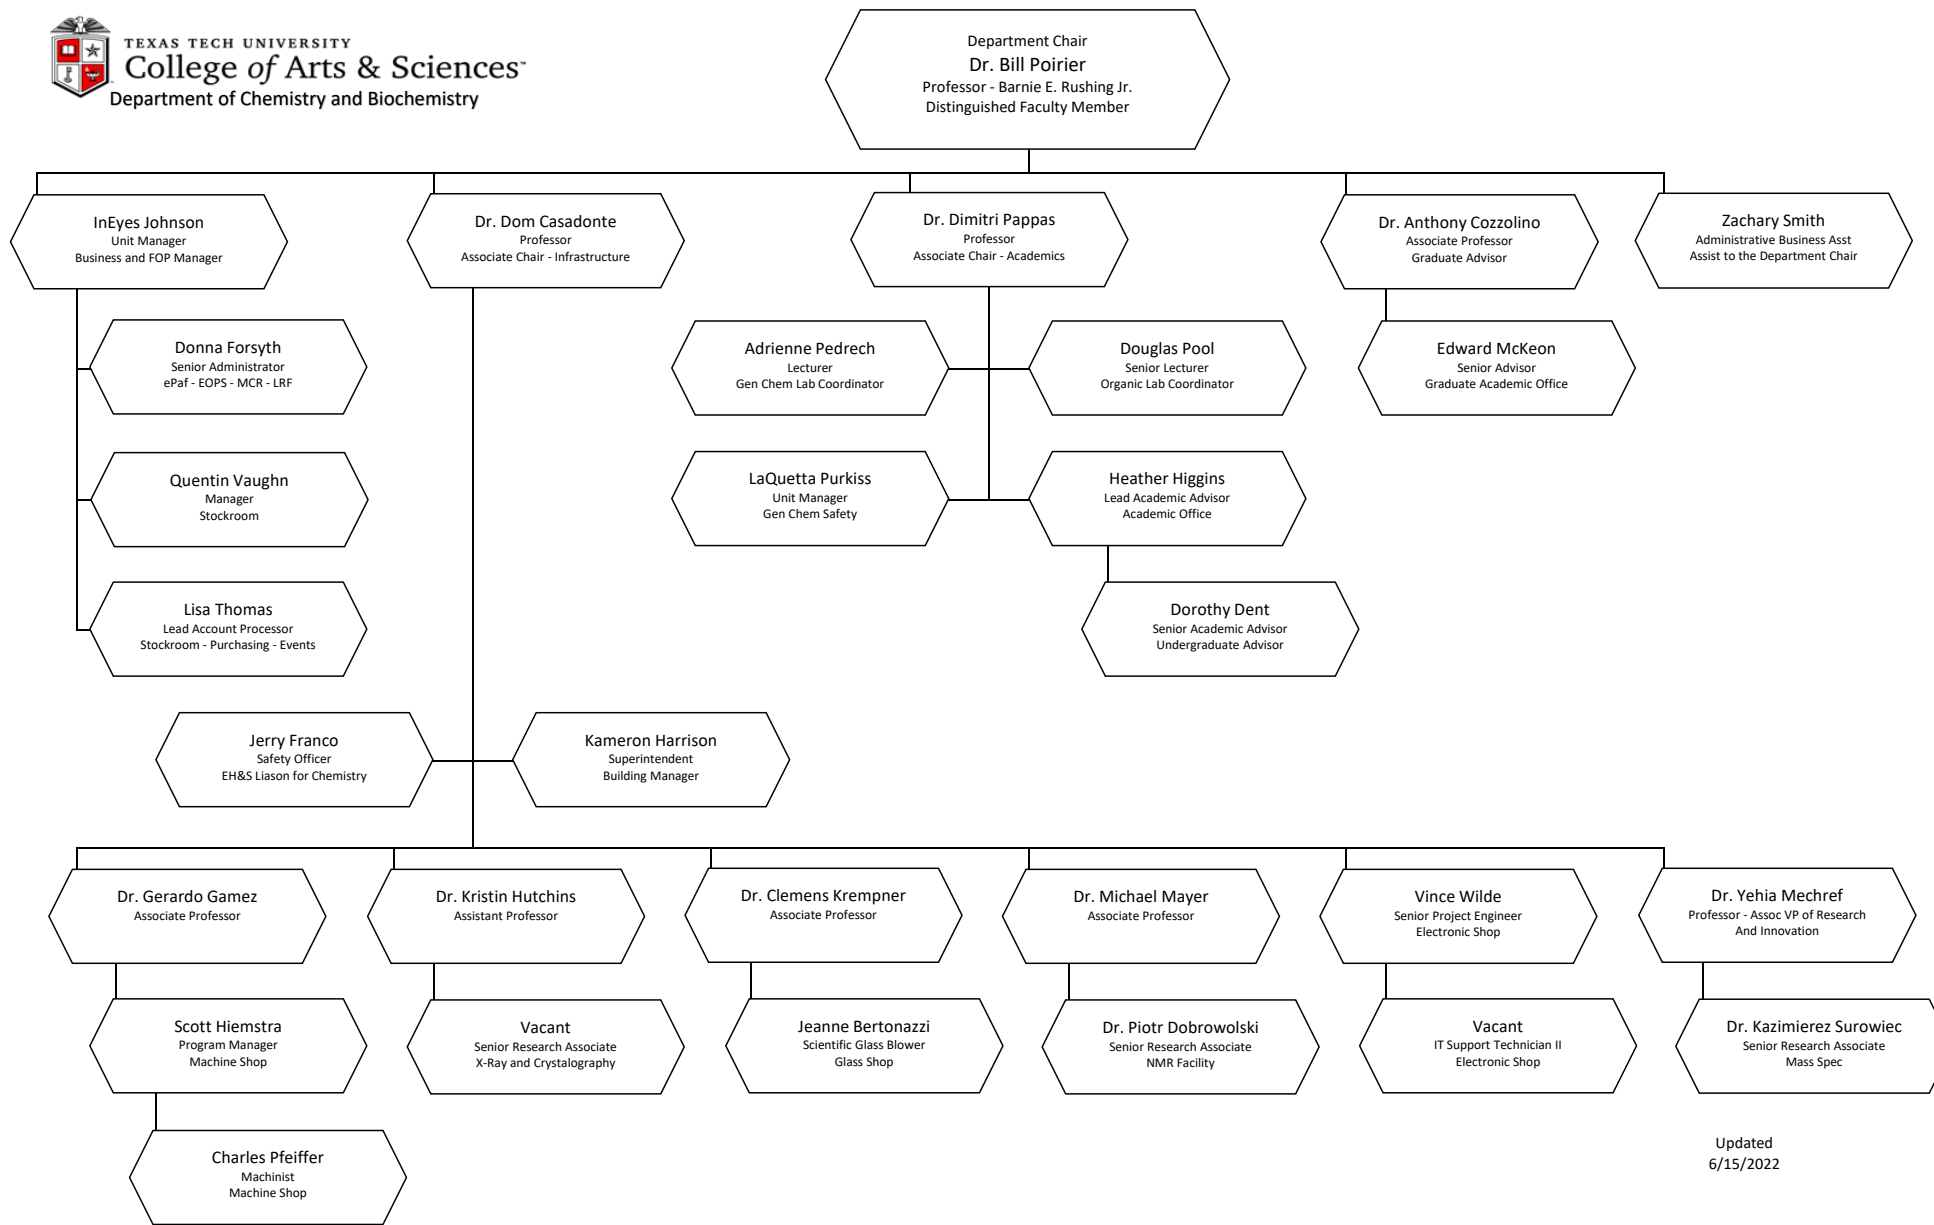 TEXAS TECH UNIVERSITY
College of Arts & Sciences™
Department of Chemistry and Biochemistry
Department Chair
Dr. Bill Poirier
Professor - Barnie E. Rushing Jr.
Distinguished Faculty Member
InEyes Johnson
Unit Manager
Business and FOP Manager
Dr. Dom Casadonte
Professor
Associate Chair - Infrastructure
Dr. Dimitri Pappas
Professor
Associate Chair - Academics
Dr. Anthony Cozzolino
Associate Professor
Graduate Advisor
Zachary Smith
Administrative Business Asst
Assist to the Department Chair
Donna Forsyth
Senior Administrator
ePaf - EOPS - MCR - LRF
Adrienne Pedrech
Lecturer
Gen Chem Lab Coordinator
Douglas Pool
Senior Lecturer
Organic Lab Coordinator
Edward McKeon
Senior Advisor
Graduate Academic Office
Quentin Vaughn
Manager
Stockroom
LaQuetta Purkiss
Unit Manager
Gen Chem Safety
Heather Higgins
Lead Academic Advisor
Academic Office
Lisa Thomas
Lead Account Processor
Stockroom - Purchasing - Events
Dorothy Dent
Senior Academic Advisor
Undergraduate Advisor
Jerry Franco
Safety Officer
EH&S Liason for Chemistry
Kameron Harrison
Superintendent
Building Manager
Dr. Gerardo Gamez
Associate Professor
Dr. Kristin Hutchins
Assistant Professor
Dr. Clemens Krempner
Associate Professor
Dr. Michael Mayer
Associate Professor
Vince Wilde
Senior Project Engineer
Electronic Shop
Dr. Yehia Mechref
Professor - Assoc VP of Research
And Innovation
Scott Hiemstra
Program Manager
Machine Shop
Vacant
Senior Research Associate
X-Ray and Crystalography
Jeanne Bertonazzi
Scientific Glass Blower
Glass Shop
Dr. Piotr Dobrowolski
Senior Research Associate
NMR Facility
Vacant
IT Support Technician II
Electronic Shop
Dr. Kazimierez Surowiec
Senior Research Associate
Mass Spec
Charles Pfeiffer
Machinist
Machine Shop
Updated
6/15/2022